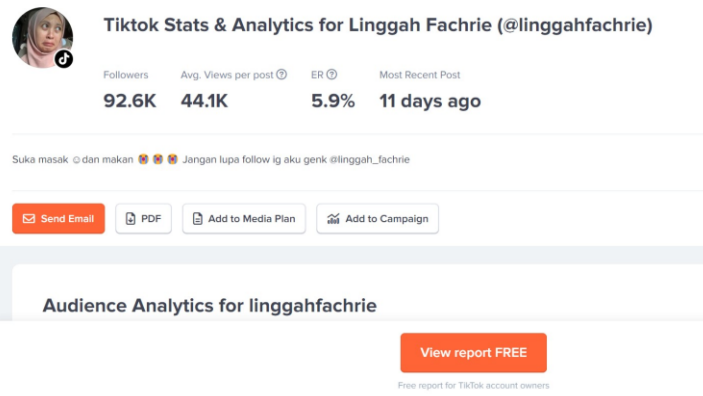 Tiktok Stats & Analytics for Linggah Fachrie (@linggahfachrie)
Followers Avg. Views per post ? ER ? Most Recent Post
92.6K 44.1K 5.9% 11 days ago
Suka masak ☺dan makan 😭 😭 😭 Jangan lupa follow ig aku genk @linggah_fachrie
Send Email PDF Add to Media Plan Add to Campaign
Audience Analytics for linggahfachrie
View report FREE
Free report for TikTok account owners